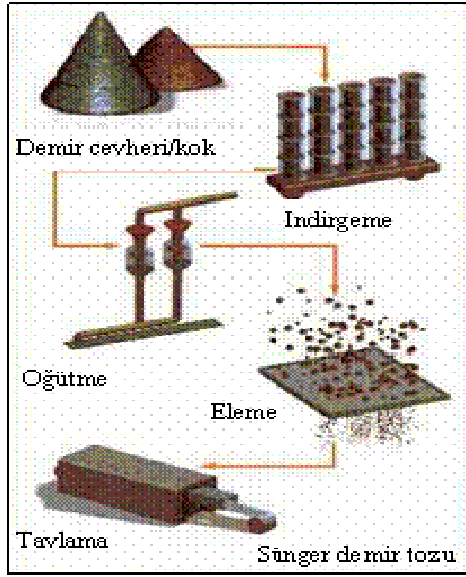 Demir cevheri/kok
Indirgeme
Oğütme
Eleme
Tavlama
Sünger demir tozu